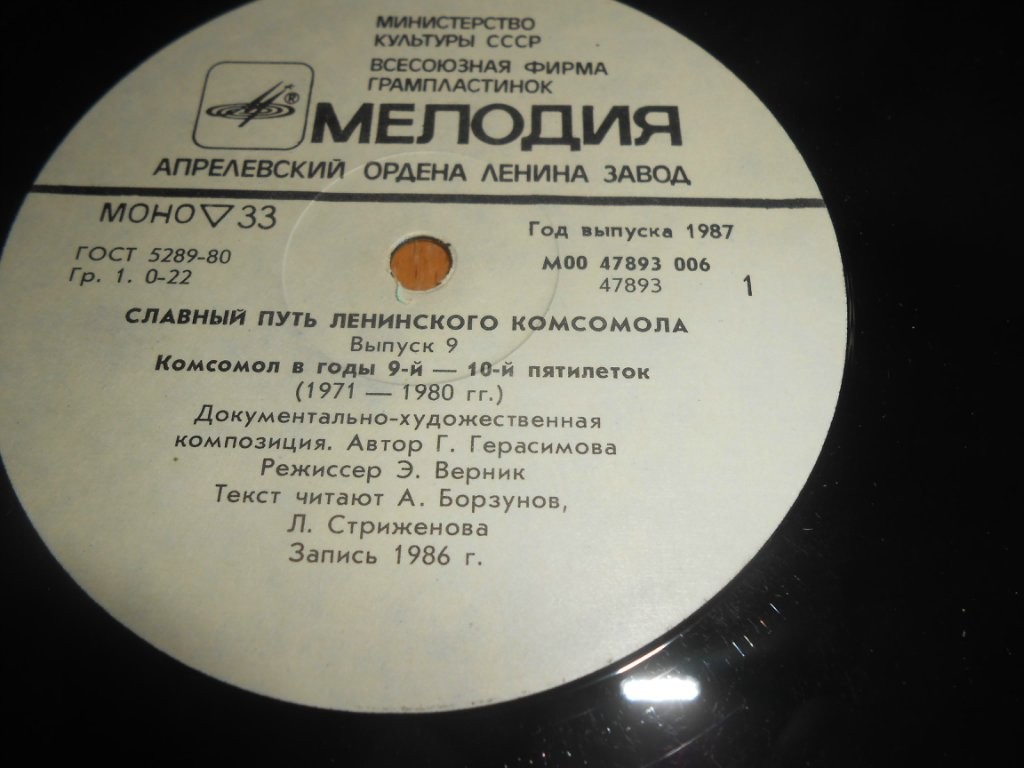 МИНИСТЕРСТВО
КУЛЬТУРЫ СССР
ВСЕСОЮЗНАЯ ФИРМА
ГРАМПЛАСТИНОК
®
МЕЛОДИЯ
АПРЕЛЕВСКИЙ ОРДЕНА ЛЕНИНА ЗАВОД
МОНО ▽ 33
Год выпуска 1987
ГОСТ 5289-80
Гр. 1. 0-22
М00 47893 006
47893
1
СЛАВНЫЙ ПУТЬ ЛЕНИНСКОГО КОМСОМОЛА
Выпуск 9
Комсомол в годы 9-й — 10-й пятилеток
(1971 — 1980 гг.)
Документально-художественная
композиция. Автор Г. Герасимова
Режиссер Э. Верник
Текст читают А. Борзунов,
Л. Стриженова
Запись 1986 г.